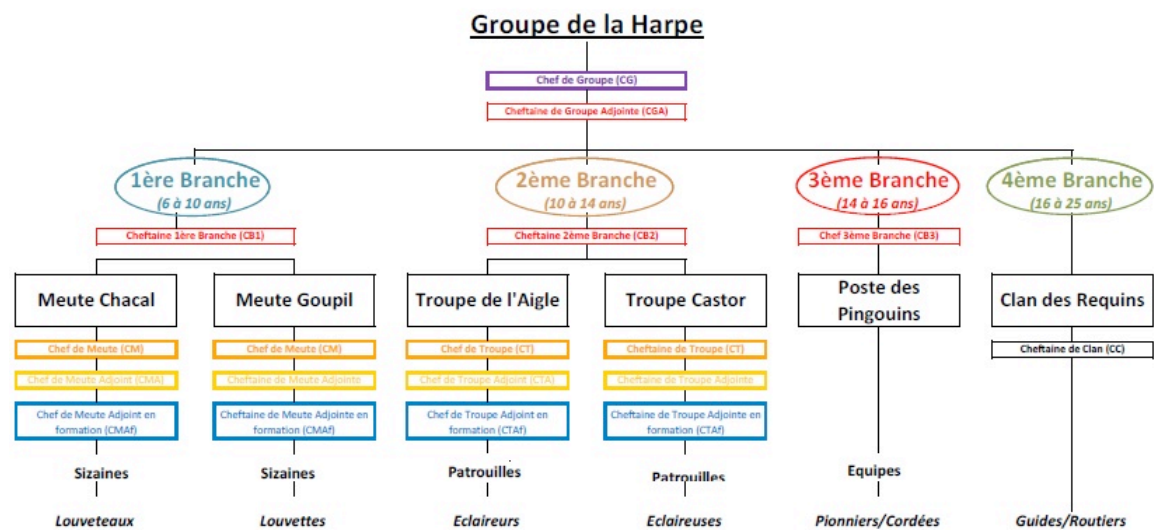 Groupe de la Harpe
Chef de Groupe (CG)
Cheftaine de Groupe Adjointe (CGA)
1ère Branche
(6 à 10 ans)
2ème Branche
(10 à 14 ans)
3ème Branche
(14 à 16 ans)
4ème Branche
(16 à 25 ans)
Cheftaine 1ère Branche (CB1)
Cheftaine 2ème Branche (CB2)
Chef 3ème Branche (CB3)
Meute Chacal
Meute Goupil
Troupe de l'Aigle
Troupe Castor
Poste des
Pingouins
Clan des Requins
Chef de Meute (CM)
Chef de Meute (CM)
Chef de Troupe (CT)
Cheftaine de Troupe (CT)
Cheftaine de Clan (CC)
Chef de Meute Adjoint (CMA)
Cheftaine de Meute Adjointe
Chef de Troupe Adjoint (CTA)
Cheftaine de Troupe Adjointe
Chef de Meute Adjoint en
formation (CMAf)
Cheftaine de Meute Adjointe en
formation (CMAf)
Chef de Troupe Adjoint en
formation (CTAf)
Cheftaine de Troupe Adjointe en
formation (CTAf)
Sizaines
Sizaines
Patrouilles
Patrouilles
Equipes
Louveteaux
Louvettes
Eclaireurs
Eclaireuses
Pionniers/Cordées
Guides/Routiers